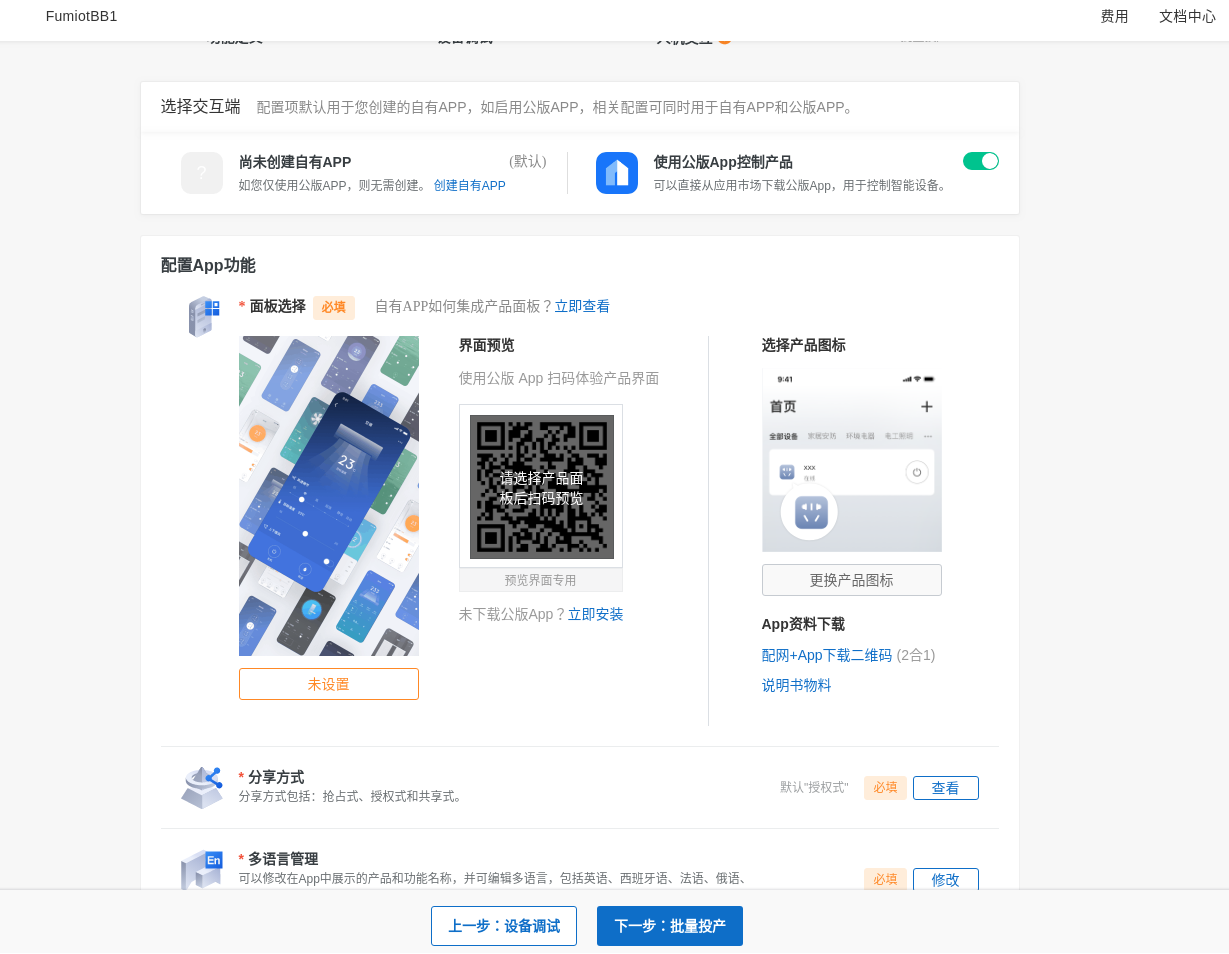 FumiotBB1
费用
文档中心
选择交互端
配置项默认用于您创建的自有APP，如启用公版APP，相关配置可同时用于自有APP和公版APP。
?
尚未创建自有APP
(默认)
如您仅使用公版APP，则无需创建。 创建自有APP
使用公版App控制产品
可以直接从应用市场下载公版App，用于控制智能设备。
配置App功能
* 面板选择
必填
自有APP如何集成产品面板？立即查看
界面预览
使用公版 App 扫码体验产品界面
请选择产品面
板后扫码预览
预览界面专用
未下载公版App？立即安装
未设置
选择产品图标
9:41
首页
全部设备
家居安防
环境电器
电工照明
xxx
在线
更换产品图标
App资料下载
配网+App下载二维码 (2合1)
说明书物料
* 分享方式
分享方式包括：抢占式、授权式和共享式。
默认"授权式"
必填
查看
En
* 多语言管理
可以修改在App中展示的产品和功能名称，并可编辑多语言，包括英语、西班牙语、法语、俄语、
必填
修改
上一步：设备调试
下一步：批量投产